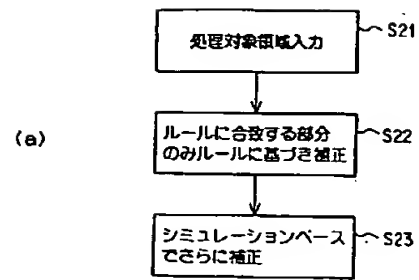 処理対象領域入力
S21
(a)
ルールに合致する部分
のみルールに基づき補正
S22
シミュレーションベース
でさらに補正
S23